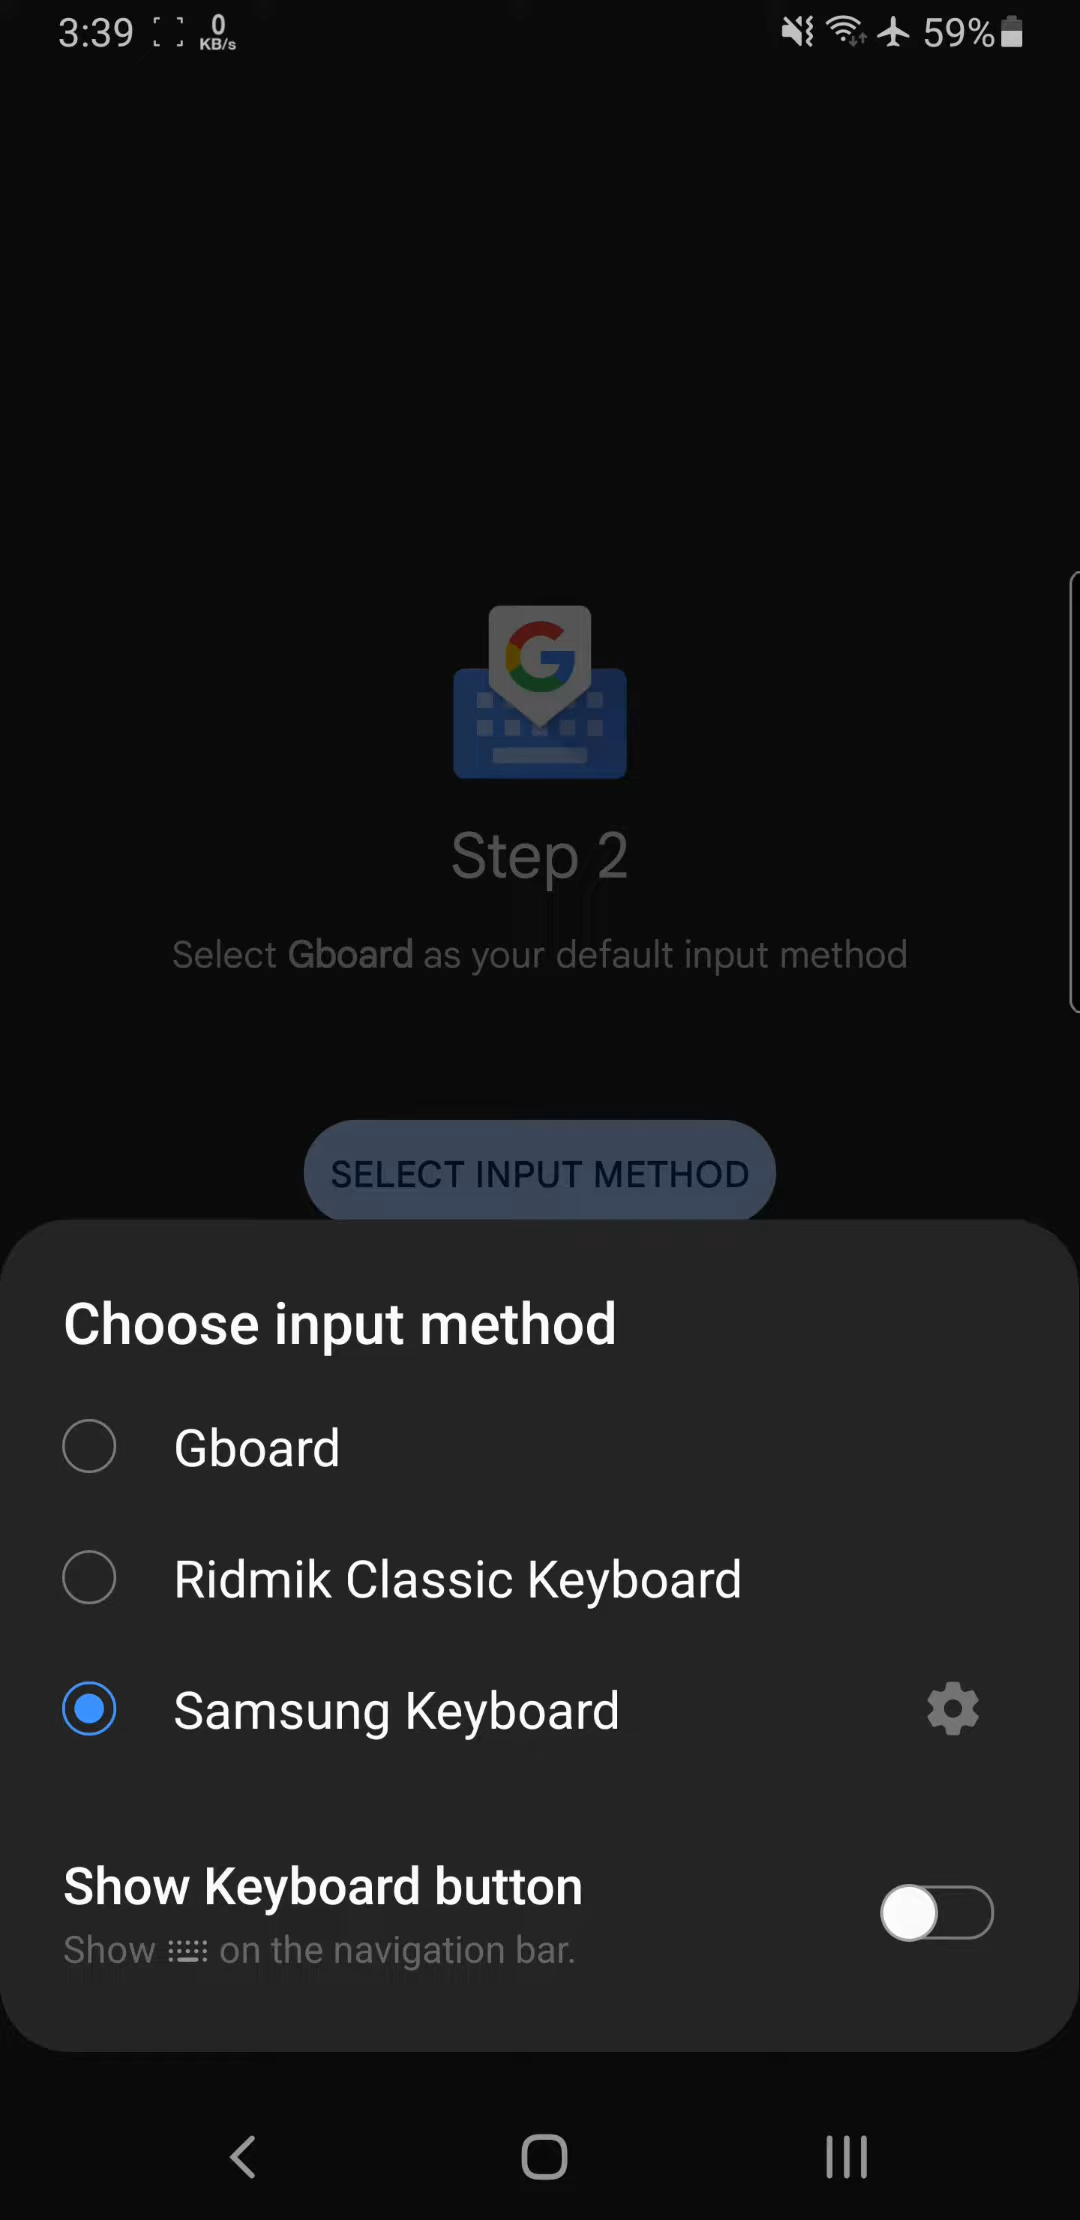 3:39 0 KB/s 59%
Step 2
Select Gboard as your default input method
SELECT INPUT METHOD
Choose input method
Gboard
Ridmik Classic Keyboard
Samsung Keyboard
Show Keyboard button
Show on the navigation bar.